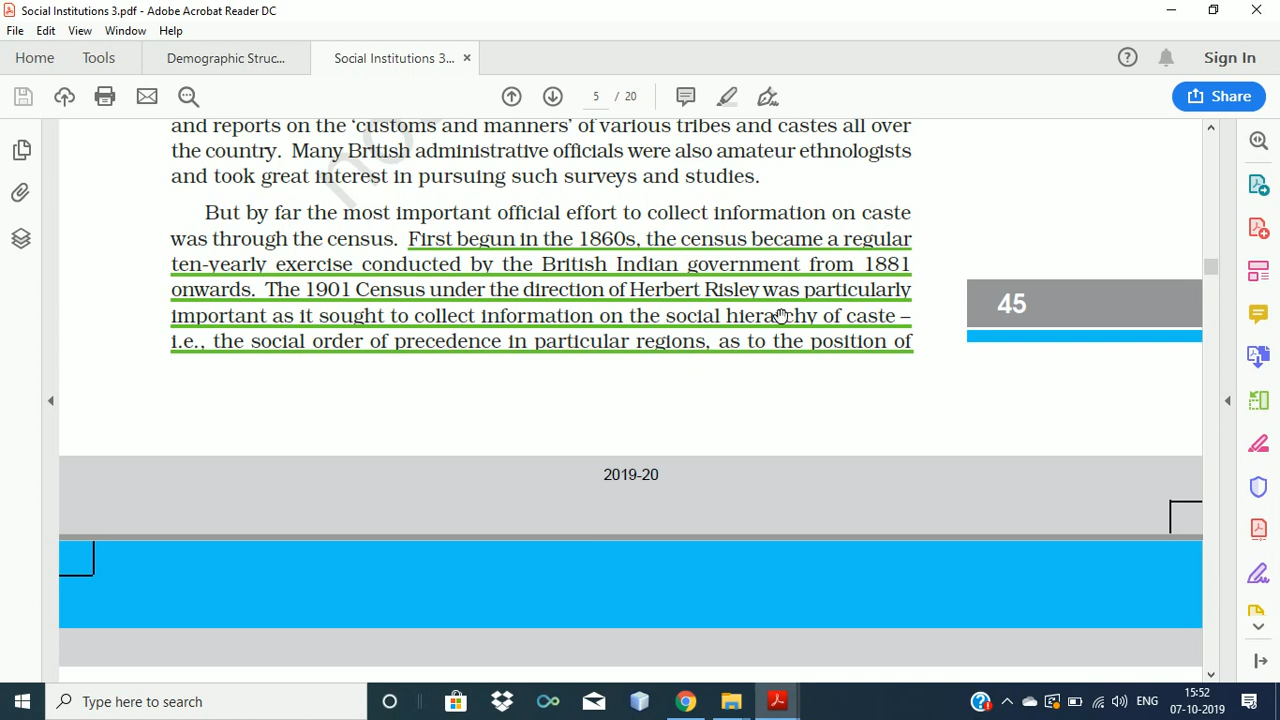 Social Institutions 3.pdf - Adobe Acrobat Reader DC
File Edit View Window Help
Home Tools Demographic Struc... Social Institutions 3... × Sign In
5 / 20 Share
and reports on the ‘customs and manners’ of various tribes and castes all over
the country. Many British administrative officials were also amateur ethnologists
and took great interest in pursuing such surveys and studies.
But by far the most important official effort to collect information on caste
was through the census. First begun in the 1860s, the census became a regular
ten-yearly exercise conducted by the British Indian government from 1881
onwards. The 1901 Census under the direction of Herbert Risley was particularly
important as it sought to collect information on the social hierarchy of caste –
i.e., the social order of precedence in particular regions, as to the position of
45
2019-20
Type here to search
ENG
15:52
07-10-2019